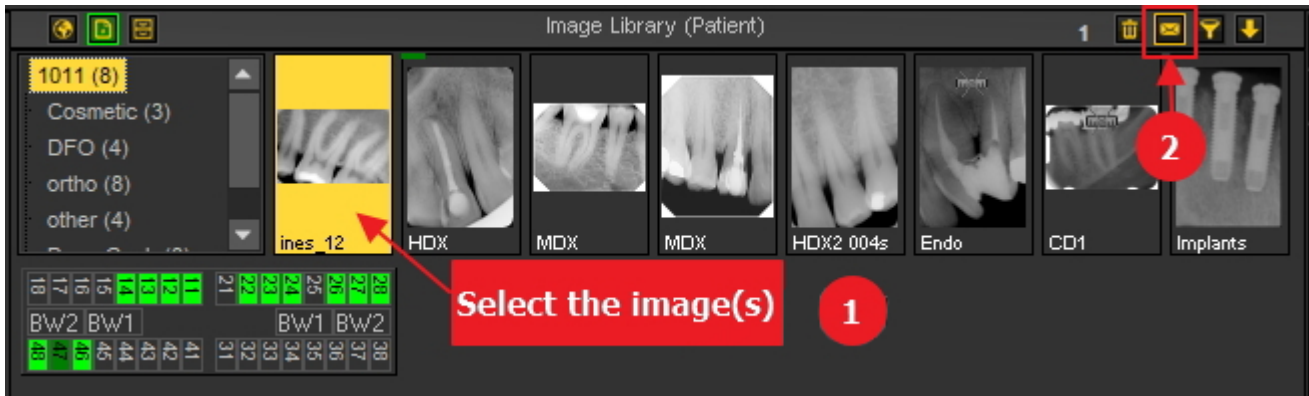 Image Library (Patient)
1
1011 (8)
Cosmetic (3)
DFO (4)
ortho (8)
other (4)
ines_12
HDX
MDX
MDX
HDX2 004s
Endo
CD1
Implants
mom
mom
2
Select the image(s)
1
18 17 16 15 14 13 12 11 21 22 23 24 25 26 27 28
BW2 BW1 BW1 BW2
48 47 46 45 44 43 42 41 31 32 33 34 35 36 37 38